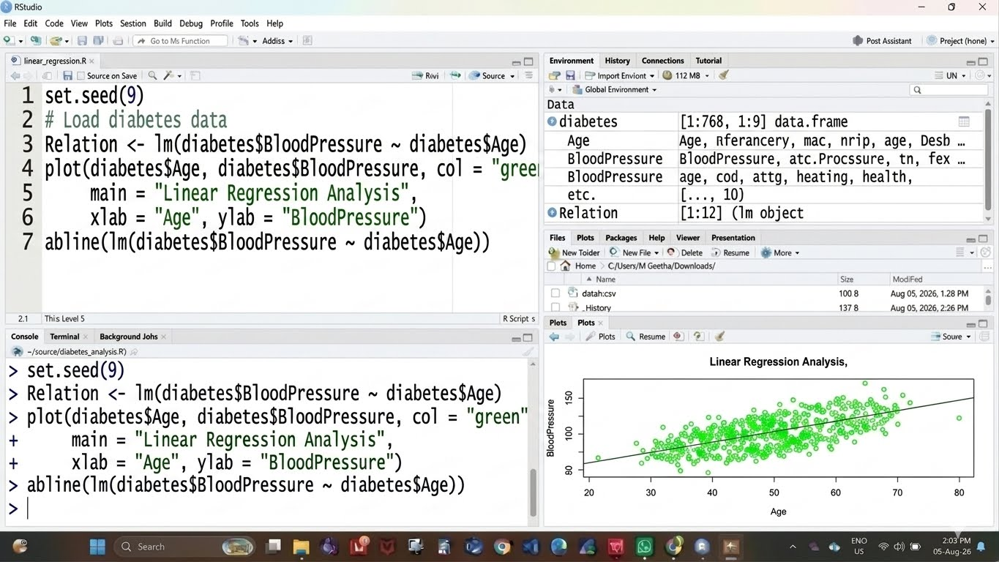 RStudio
File Edit Code View Plots Session Build Debug Profile Tools Help
Go to Ms Function Addiss Post Assistant Project (hone)
linear_regression.R
Source on Save Rəvi Source
1 set.seed(9)
2 # Load diabetes data
3 Relation <- lm(diabetes$BloodPressure ~ diabetes$Age)
4 plot(diabetes$Age, diabetes$BloodPressure, col = "green
5 main = "Linear Regression Analysis",
6 xlab = "Age", ylab = "BloodPressure")
7 abline(lm(diabetes$BloodPressure ~ diabetes$Age))
2.1 This Level 5 R Script s
Console Terminal Background Johs
~/source/diabetes_analysis.R')
> set.seed(9)
> Relation <- lm(diabetes$BloodPressure ~ diabetes$Age)
> plot(diabetes$Age, diabetes$BloodPressure, col = "green"
+ main = "Linear Regression Analysis",
+ xlab = "Age", ylab = "BloodPressure")
> abline(lm(diabetes$BloodPressure ~ diabetes$Age))
>
Environment History Connections Tutorial
Import Enviont 112 MB UN
Global Environment
Data
diabetes [1:768, 1:9] data.frame
Age Age, Rferancery, mac, nrip, age, Desb ...
BloodPressure BloodPressure, atc.Procssure, tn, fex ...
BloodPressure age, cod, attg, heating, health,
etc. [..., 10)
Relation [1:12] (lm object
Files Plots Packages Help Viewer Presentation
New Toider New File Delete Resume More
Home C:/Users/M Geetha/Downloads/
Name Size ModiFed
datah:csv 100 8 Aug 05, 2026, 1.28 PM
_History 137 8 Aug 05, 2026, 2:26 PM
Plots Plots
Plots Resume Souwe
Linear Regression Analysis,
BloodPressure
150
100
80
20 30 40 50 60 70 80
Age
Search
ENO
US
2:03 PM
05-Aug-26